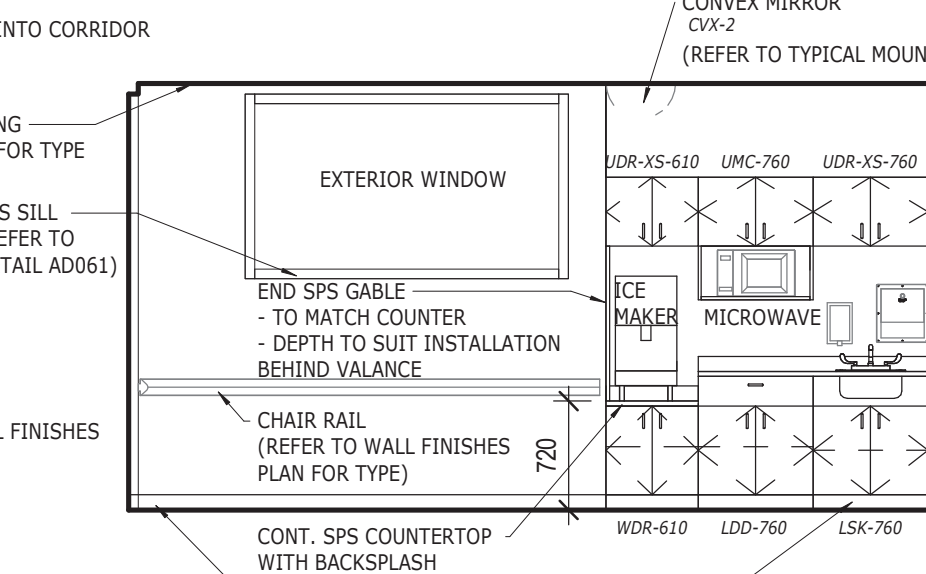 CONVEX MIRROR
CVX-2
(REFER TO TYPICAL MOUN
INTO CORRIDOR
NG
FOR TYPE
S SILL
EFER TO
TAIL AD061)
L FINISHES
EXTERIOR WINDOW
UDR-XS-610 UMC-760 UDR-XS-760
END SPS GABLE
- TO MATCH COUNTER
- DEPTH TO SUIT INSTALLATION
BEHIND VALANCE
ICE
MAKER
MICROWAVE
CHAIR RAIL
(REFER TO WALL FINISHES
PLAN FOR TYPE)
720
CONT. SPS COUNTERTOP
WITH BACKSPLASH
WDR-610 LDD-760 LSK-760